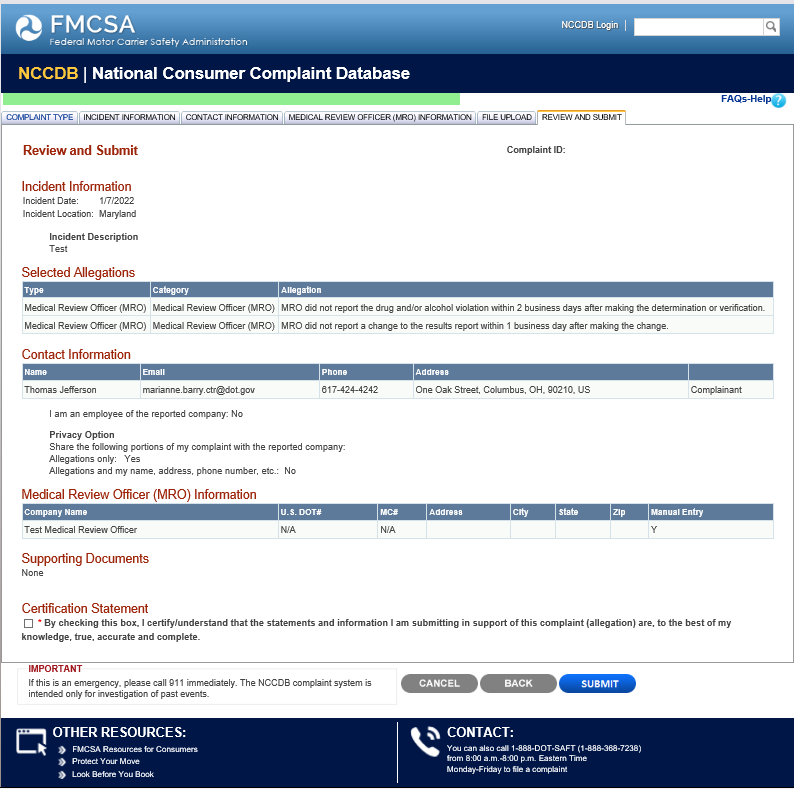 FMCSA
Federal Motor Carrier Safety Administration
NCCDB Login
NCCDB | National Consumer Complaint Database
FAQs-Help ?
COMPLAINT TYPE INCIDENT INFORMATION CONTACT INFORMATION MEDICAL REVIEW OFFICER (MRO) INFORMATION FILE UPLOAD REVIEW AND SUBMIT
Review and Submit Complaint ID:
Incident Information
Incident Date: 1/7/2022
Incident Location: Maryland
Incident Description
Test
Selected Allegations
Type Category Allegation
Medical Review Officer (MRO) Medical Review Officer (MRO) MRO did not report the drug and/or alcohol violation within 2 business days after making the determination or verification.
Medical Review Officer (MRO) Medical Review Officer (MRO) MRO did not report a change to the results report within 1 business day after making the change.
Contact Information
Name Email Phone Address
Thomas Jefferson marianne.barry.ctr@dot.gov 617-424-4242 One Oak Street, Columbus, OH, 90210, US Complainant
I am an employee of the reported company: No
Privacy Option
Share the following portions of my complaint with the reported company:
Allegations only: Yes
Allegations and my name, address, phone number, etc.: No
Medical Review Officer (MRO) Information
Company Name U.S. DOT# MC# Address City State Zip Manual Entry
Test Medical Review Officer N/A N/A Y
Supporting Documents
None
Certification Statement
* By checking this box, I certify/understand that the statements and information I am submitting in support of this complaint (allegation) are, to the best of my
knowledge, true, accurate and complete.
IMPORTANT
If this is an emergency, please call 911 immediately. The NCCDB complaint system is
intended only for investigation of past events.
CANCEL BACK SUBMIT
OTHER RESOURCES:
FMCSA Resources for Consumers
Protect Your Move
Look Before You Book
CONTACT:
You can also call 1-888-DOT-SAFT (1-888-368-7238)
from 8:00 a.m.-8:00 p.m. Eastern Time
Monday-Friday to file a complaint